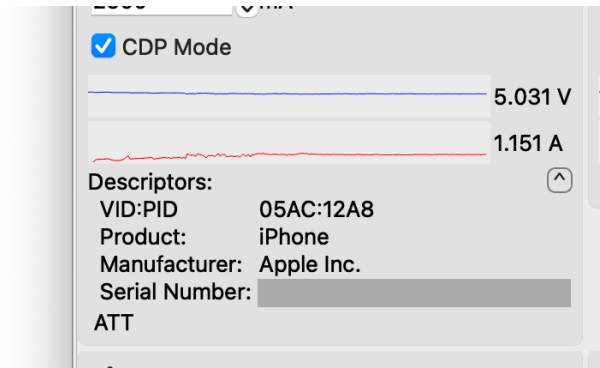 CDP Mode
5.031 V
1.151 A
Descriptors:
VID:PID 05AC:12A8
Product: iPhone
Manufacturer: Apple Inc.
Serial Number:
ATT